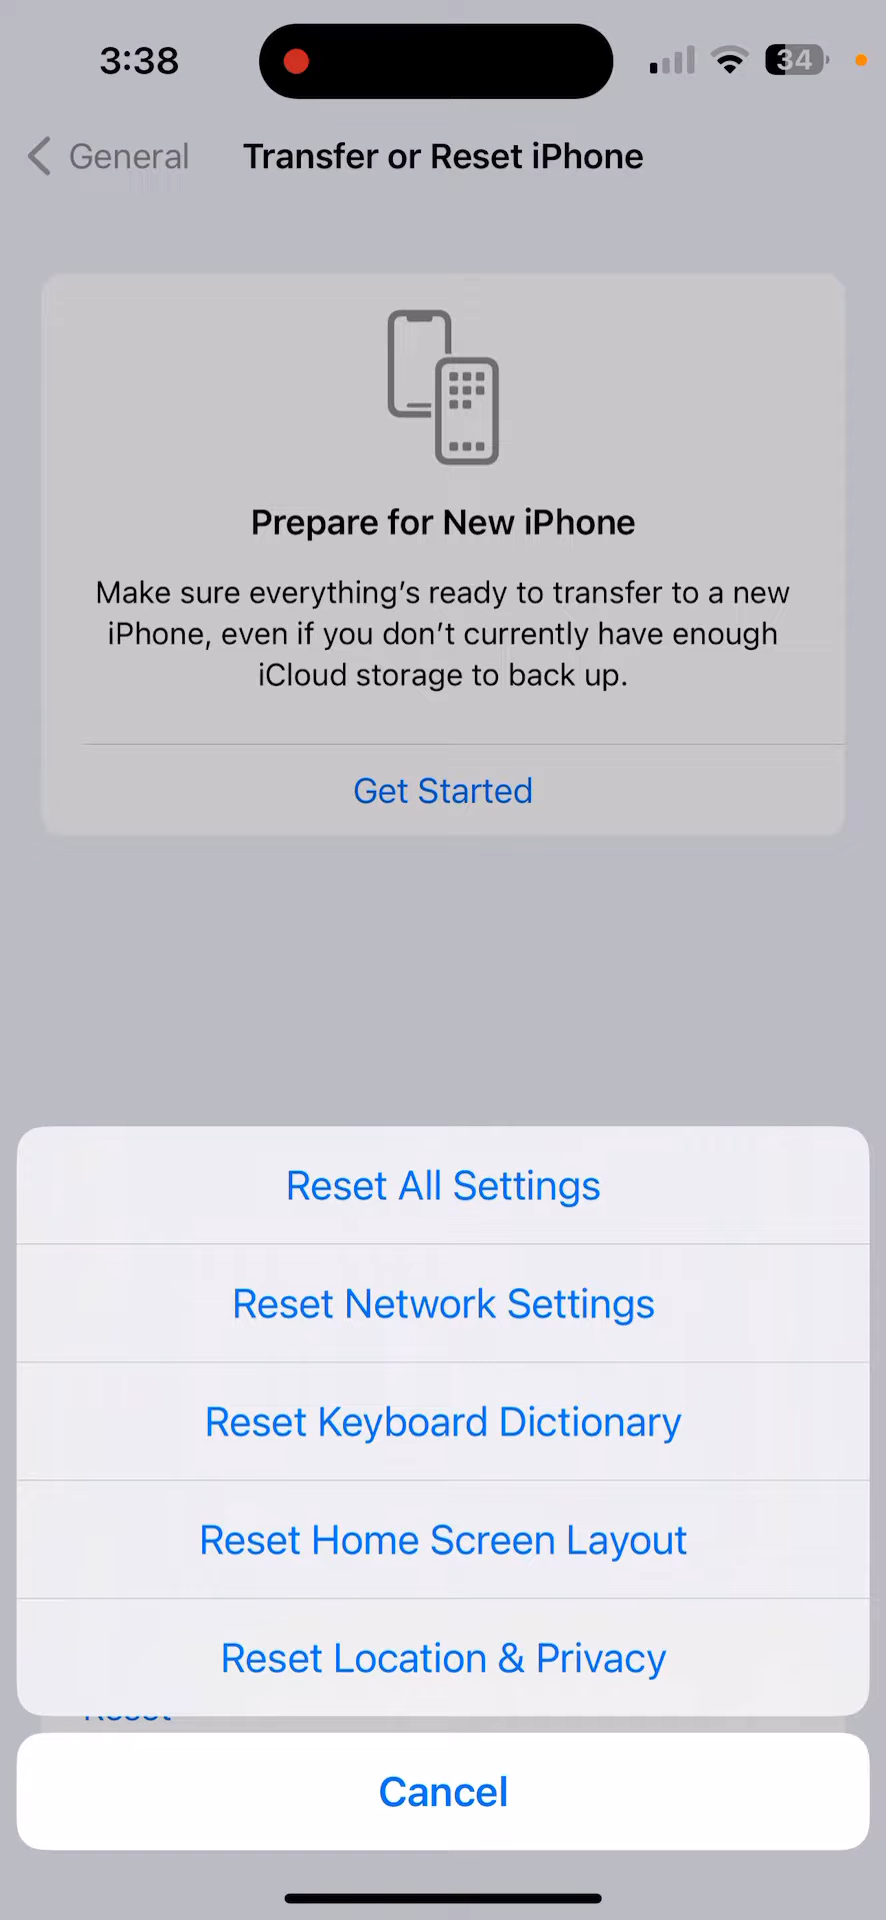 3:38
34
General
Transfer or Reset iPhone
Prepare for New iPhone
Make sure everything’s ready to transfer to a new
iPhone, even if you don’t currently have enough
iCloud storage to back up.
Get Started
Reset All Settings
Reset Network Settings
Reset Keyboard Dictionary
Reset Home Screen Layout
Reset Location & Privacy
Reset
Cancel